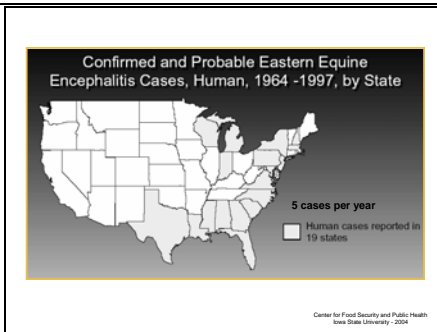 Confirmed and Probable Eastern Equine
Encephalitis Cases, Human, 1964 -1997, by State
5 cases per year
Human cases reported in
19 states
Center for Food Security and Public Health
Iowa State University - 2004